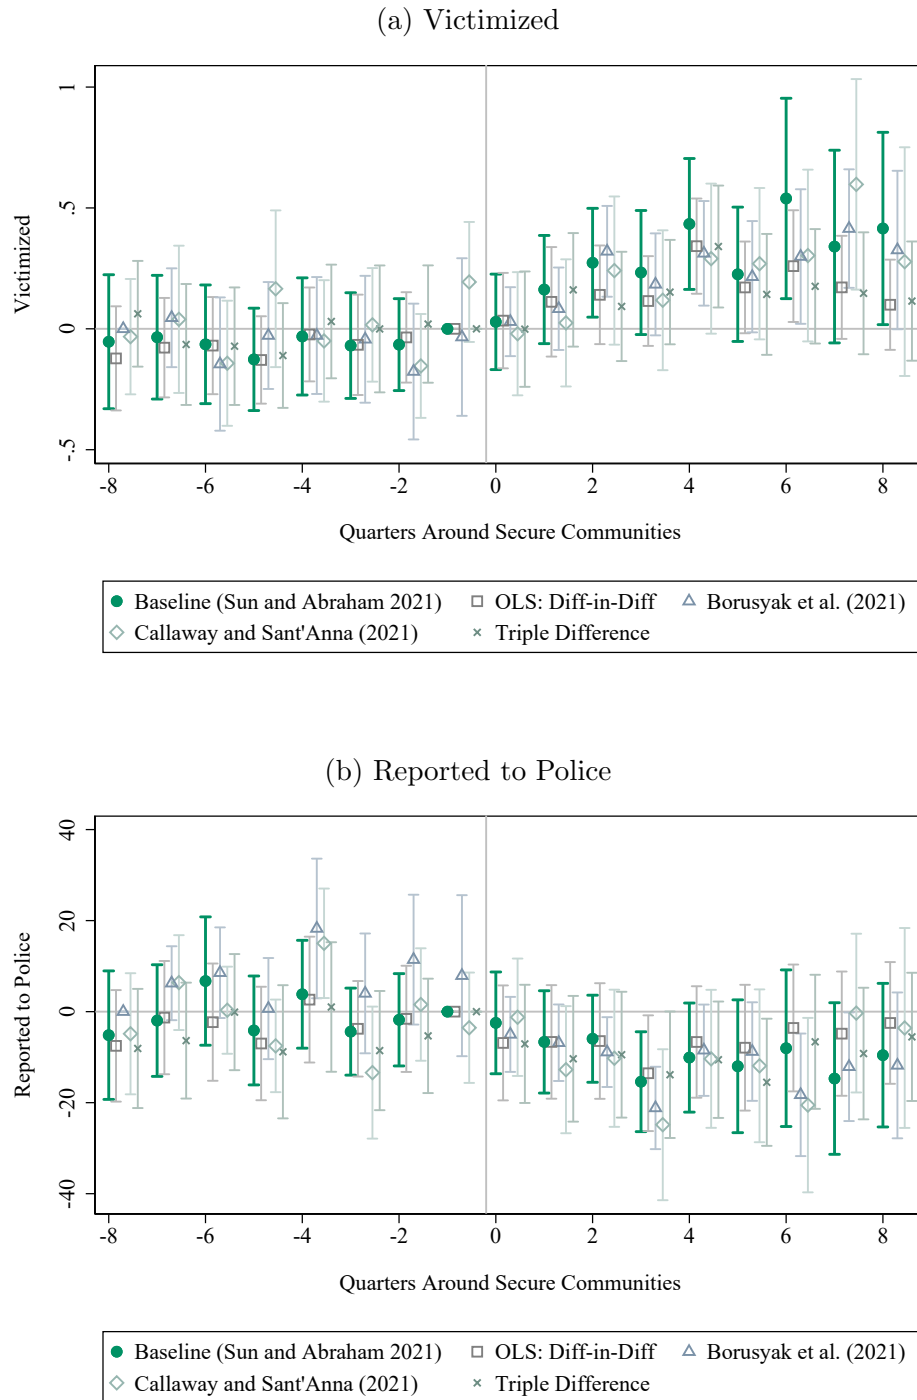 (a) Victimized
1
.5
0
-.5
Victimized
-8 -6 -4 -2 0 2 4 6 8
Quarters Around Secure Communities
Baseline (Sun and Abraham 2021) OLS: Diff-in-Diff Borusyak et al. (2021)
Callaway and Sant'Anna (2021) Triple Difference
(b) Reported to Police
40
20
0
-20
-40
Reported to Police
-8 -6 -4 -2 0 2 4 6 8
Quarters Around Secure Communities
Baseline (Sun and Abraham 2021) OLS: Diff-in-Diff Borusyak et al. (2021)
Callaway and Sant'Anna (2021) Triple Difference